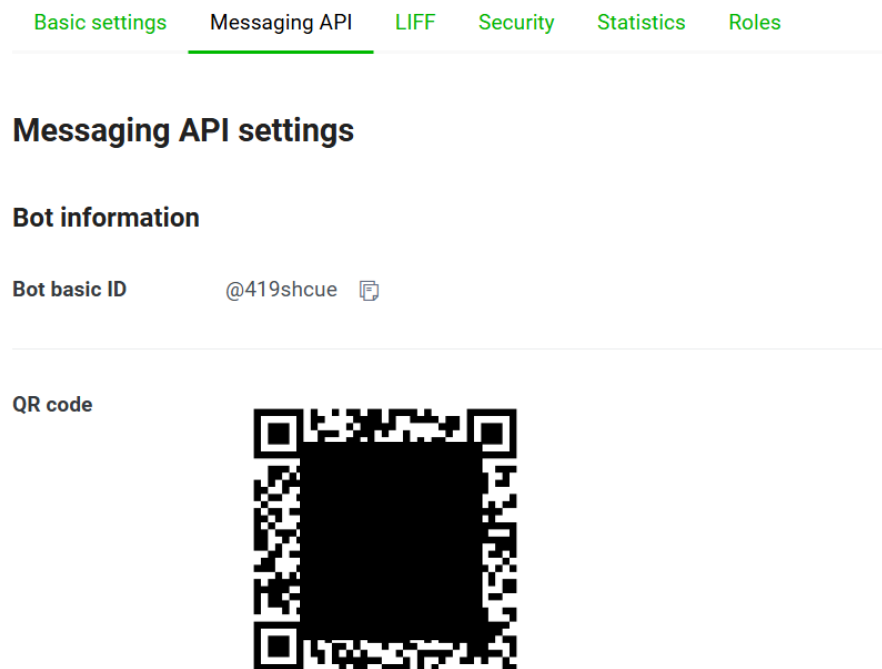 Basic settings Messaging API LIFF Security Statistics Roles
Messaging API settings
Bot information
Bot basic ID @419shcue
QR code